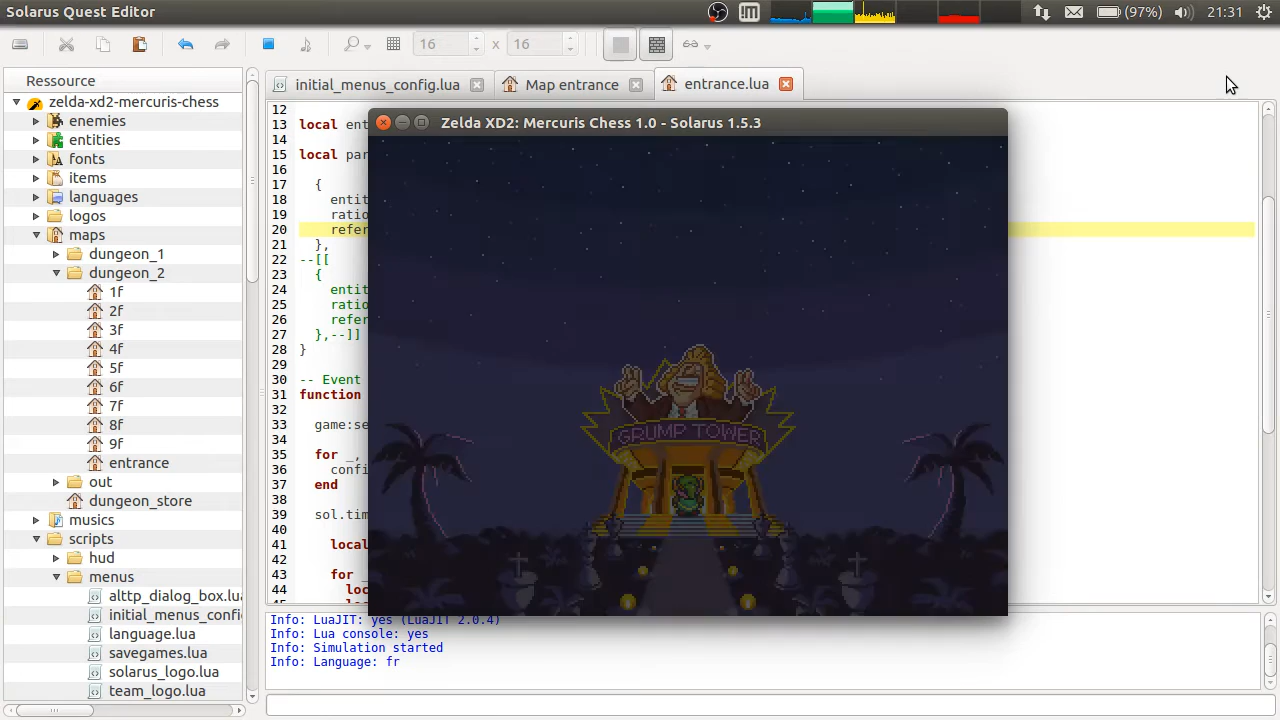 Solarus Quest Editor
(97%)
21:31
16 x 16
Ressource
initial_menus_config.lua
Map entrance
entrance.lua
zelda-xd2-mercuris-chess
enemies
entities
fonts
items
languages
logos
maps
dungeon_1
dungeon_2
1f
2f
3f
4f
5f
6f
7f
8f
9f
entrance
out
dungeon_store
musics
scripts
hud
menus
alttp_dialog_box.lua
initial_menus_confi
language.lua
savegames.lua
solarus_logo.lua
team_logo.lua
12
13 local ent
14
15 local par
16
17 {
18 entit
19 ratio
20 refer
21 },
22 --[[
23 {
24 entit
25 ratio
26 refer
27 },--]]
28 }
29
30 -- Event
31 function
32
33 game:se
34
35 for _,
36 confi
37 end
38
39 sol.tim
40
41 local
42
43 for _
44 loc
Zelda XD2: Mercuris Chess 1.0 - Solarus 1.5.3
GRUMP TOWER
Info: LuaJIT: yes (LuaJIT 2.0.4)
Info: Lua console: yes
Info: Simulation started
Info: Language: fr